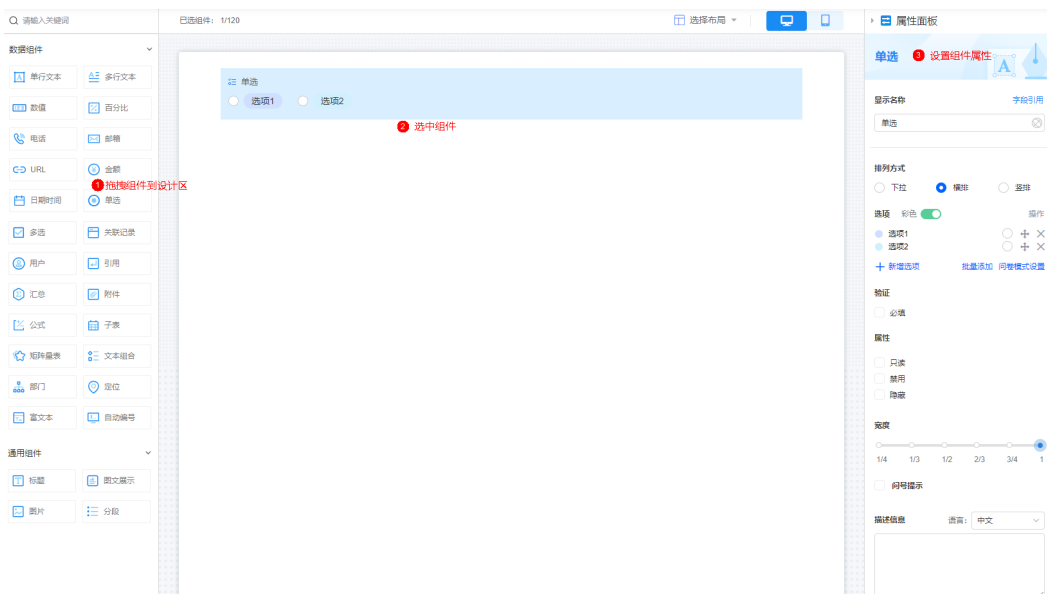 请输入关键词
已选组件： 1/120
选择布局
属性面板
数据组件
单行文本
多行文本
数值
百分比
电话
邮箱
URL
金额
日期时间
单选
多选
关联记录
用户
引用
汇总
附件
公式
子表
矩阵量表
文本组合
部门
定位
富文本
自动编号
通用组件
标题
图文展示
图片
分段
1 拖拽组件到设计区
单选
选项1
选项2
2 选中组件
单选
3 设置组件属性
A
显示名称
字段引用
单选
排列方式
下拉
横排
竖排
选项 彩色
操作
选项1
选项2
新增选项
批量添加 问卷模式设置
验证
必填
属性
只读
禁用
隐藏
宽度
1/4 1/3 1/2 2/3 3/4 1
问号提示
描述信息
语言： 中文